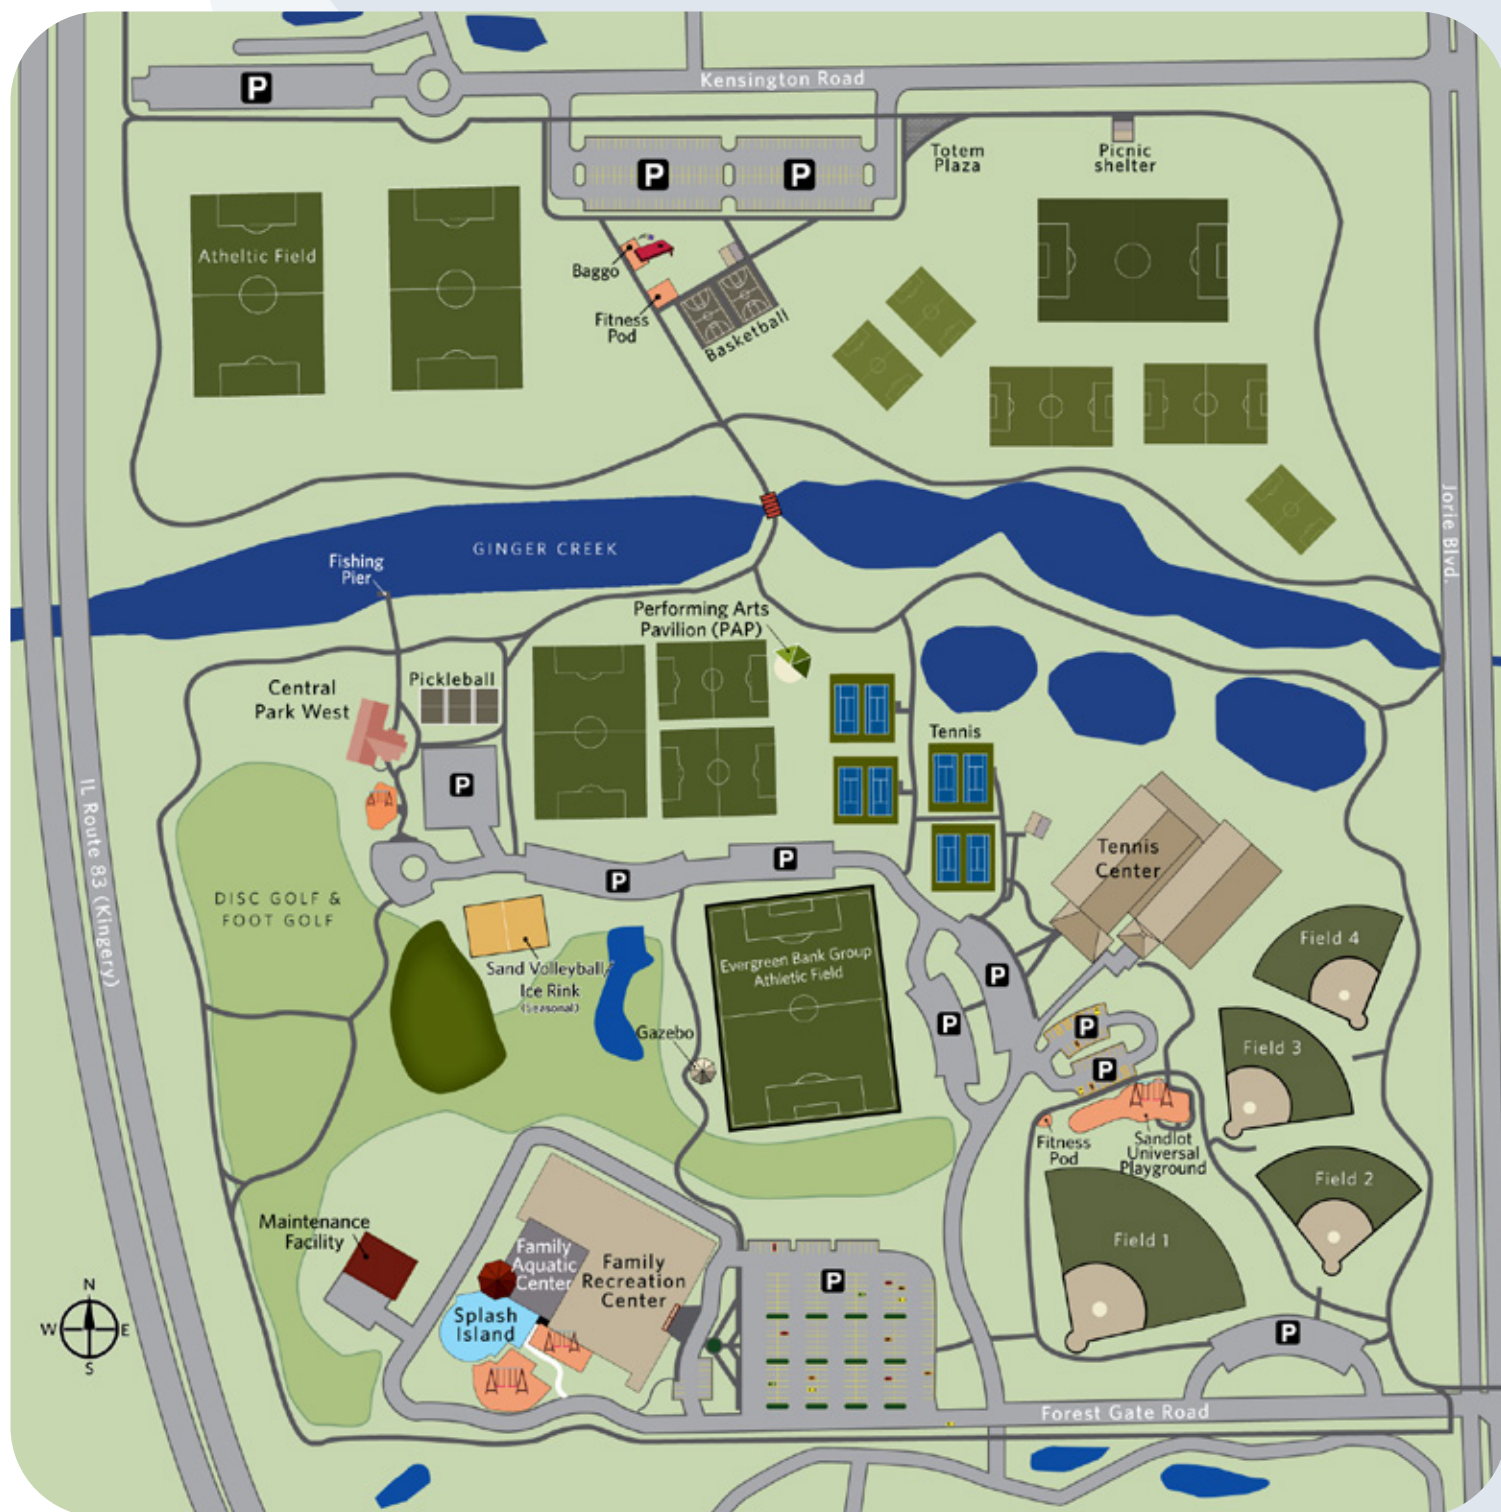 P
Kensington Road
P
P
Totem
Plaza
Picnic
shelter
Atheltic Field
Baggo
Fitness
Pod
Basketball
Jorie Blvd.
GINGER CREEK
Fishing
Pier
Performing Arts
Pavilion (PAP)
Central
Park West
Pickleball
Tennis
P
IL Route 83 (Kingery)
P
P
Tennis
Center
DISC GOLF &
FOOT GOLF
Sand Volleyball/
Ice Rink
(Seasonal)
Evergreen Bank Group
Athletic Field
Field 4
P
P
P
Gazebo
Field 3
P
Fitness
Pod
Sandlot
Universal
Playground
Field 2
Maintenance
Facility
Family
Aquatic
Center
Family
Recreation
Center
Field 1
P
Splash
Island
P
N
W
E
S
Forest Gate Road